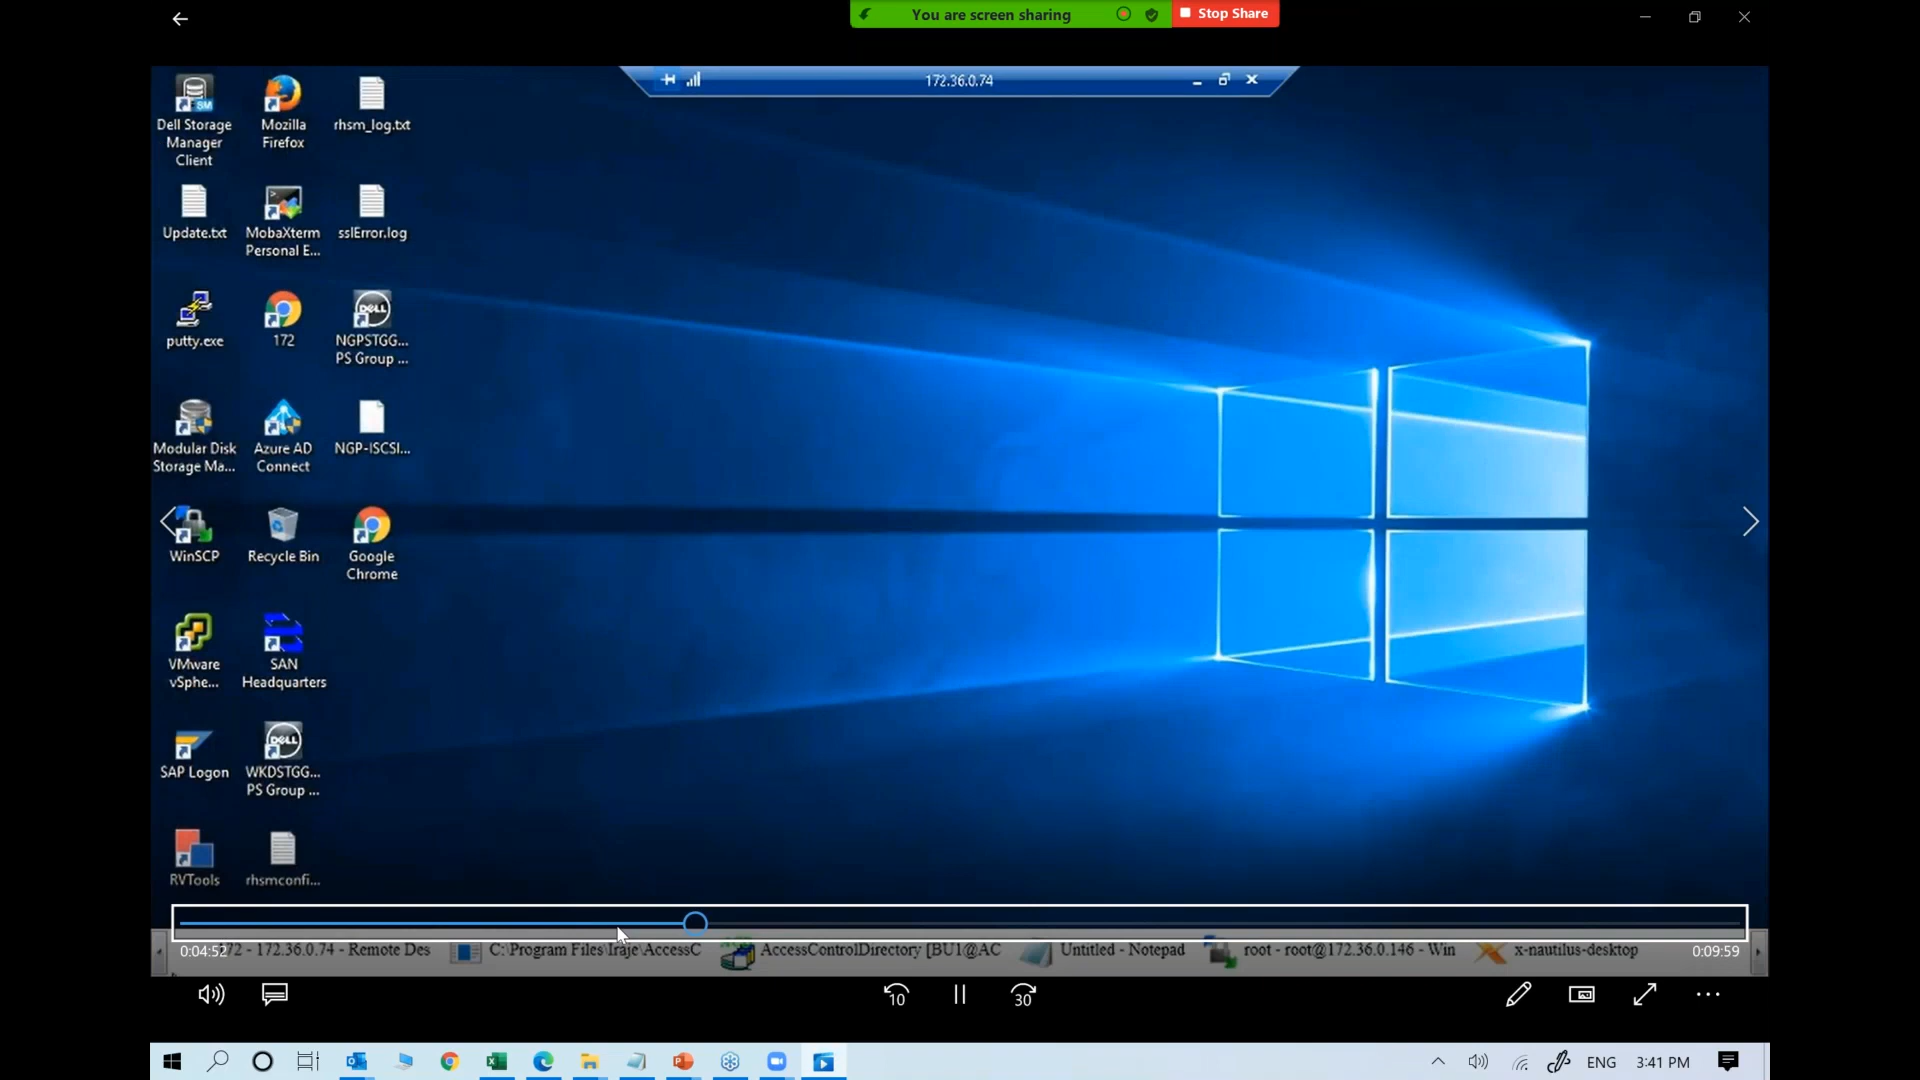 You are screen sharing
Stop Share
172.36.0.74
Dell Storage
Manager
Client
Mozilla
Firefox
rhsm_log.txt
Update.txt
MobaXterm
Personal E...
sslError.log
putty.exe
172
NGPSTGG...
PS Group ...
Modular Disk
Storage Ma...
Azure AD
Connect
NGP-ISCSI...
WinSCP
Recycle Bin
Google
Chrome
VMware
vSphe...
SAN
Headquarters
SAP Logon
WKDSTGG...
PS Group ...
RVTools
rhsmconfi...
0:04:52
72 - 172.36.0.74 - Remote Des
C:\Program Files\Iraje\AccessC
AccessControlDirectory [BU1@AC
Untitled - Notepad
root - root@172.36.0.146 - Win
x-nautilus-desktop
0:09:59
10
30
ENG
3:41 PM